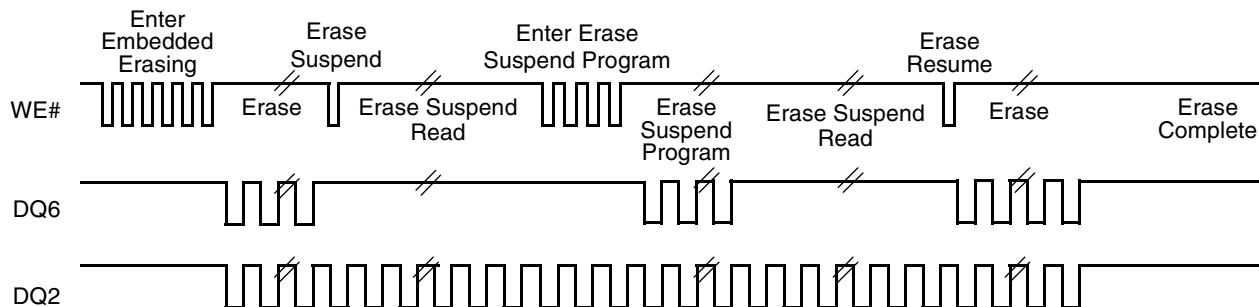 Enter
Embedded
Erasing
Erase
Suspend
Enter Erase
Suspend Program
Erase
Resume
WE#
Erase
Erase Suspend
Read
Erase
Suspend
Program
Erase Suspend
Read
Erase
Erase
Complete
DQ6
DQ2